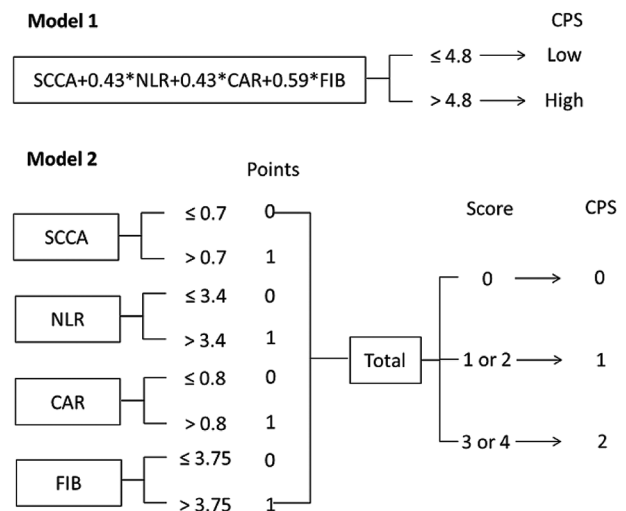 Model 1
CPS
SCCA+0.43*NLR+0.43*CAR+0.59*FIB
≤ 4.8
Low
> 4.8
High
Model 2
Points
Score
CPS
SCCA
≤ 0.7
0
> 0.7
1
NLR
≤ 3.4
0
> 3.4
1
CAR
≤ 0.8
0
> 0.8
1
FIB
≤ 3.75
0
> 3.75
1
Total
0
0
1 or 2
1
3 or 4
2